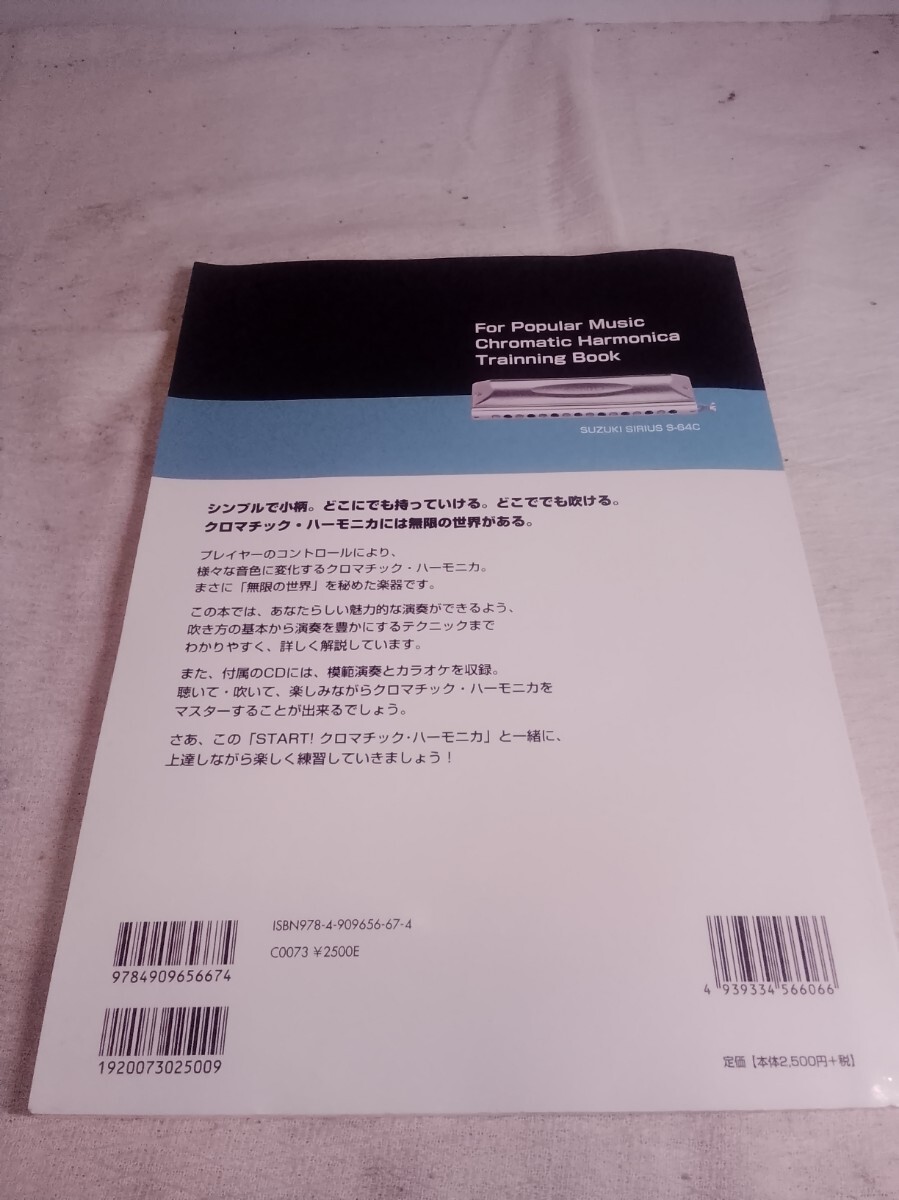 For Popular Music
Chromatic Harmonica
Trainning Book
SUZUKI SIRIUS S-64C
シンプルで小柄。どこにでも持っていける。どこででも吹ける。
クロマチック・ハーモニカには無限の世界がある。
プレイヤーのコントロールにより、
様々な音色に変化するクロマチック・ハーモニカ。
まさに「無限の世界」を秘めた楽器です。
この本では、あなたらしい魅力的な演奏ができるよう、
吹き方の基本から演奏を豊かにするテクニックまで
わかりやすく、詳しく解説しています。
また、付属のCDには、模範演奏とカラオケを収録。
聴いて・吹いて、楽しみながらクロマチック・ハーモニカを
マスターすることが出来るでしょう。
さあ、この「START! クロマチック・ハーモニカ」と一緒に、
上達しながら楽しく練習していきましょう！
ISBN978-4-909656-67-4
C0073 ¥2500E
9784909656674
1920073025009
4 939334 566066
定価【本体2,500円+税】